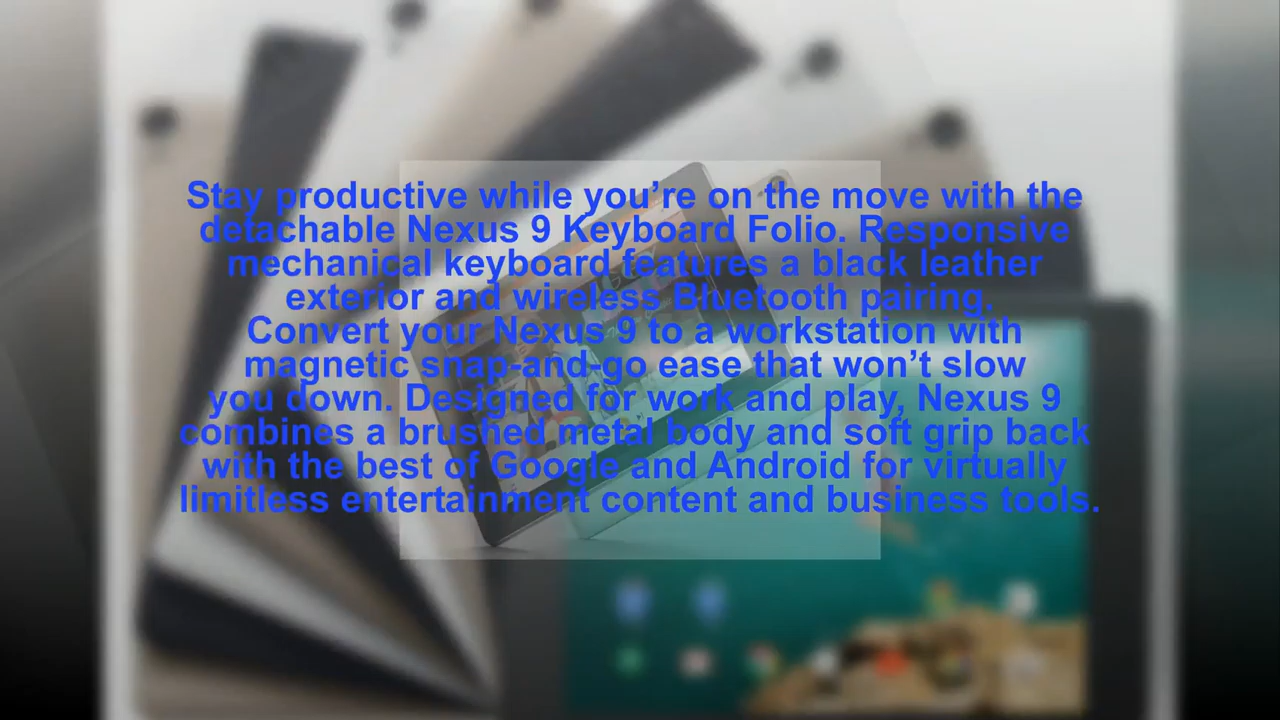 Stay productive while you’re on the move with the
detachable Nexus 9 Keyboard Folio. Responsive
mechanical keyboard features a black leather
exterior and wireless Bluetooth pairing.
Convert your Nexus 9 to a workstation with
magnetic snap-and-go ease that won’t slow
you down. Designed for work and play, Nexus 9
combines a brushed metal body and soft grip back
with the best of Google and Android for virtually
limitless entertainment content and business tools.